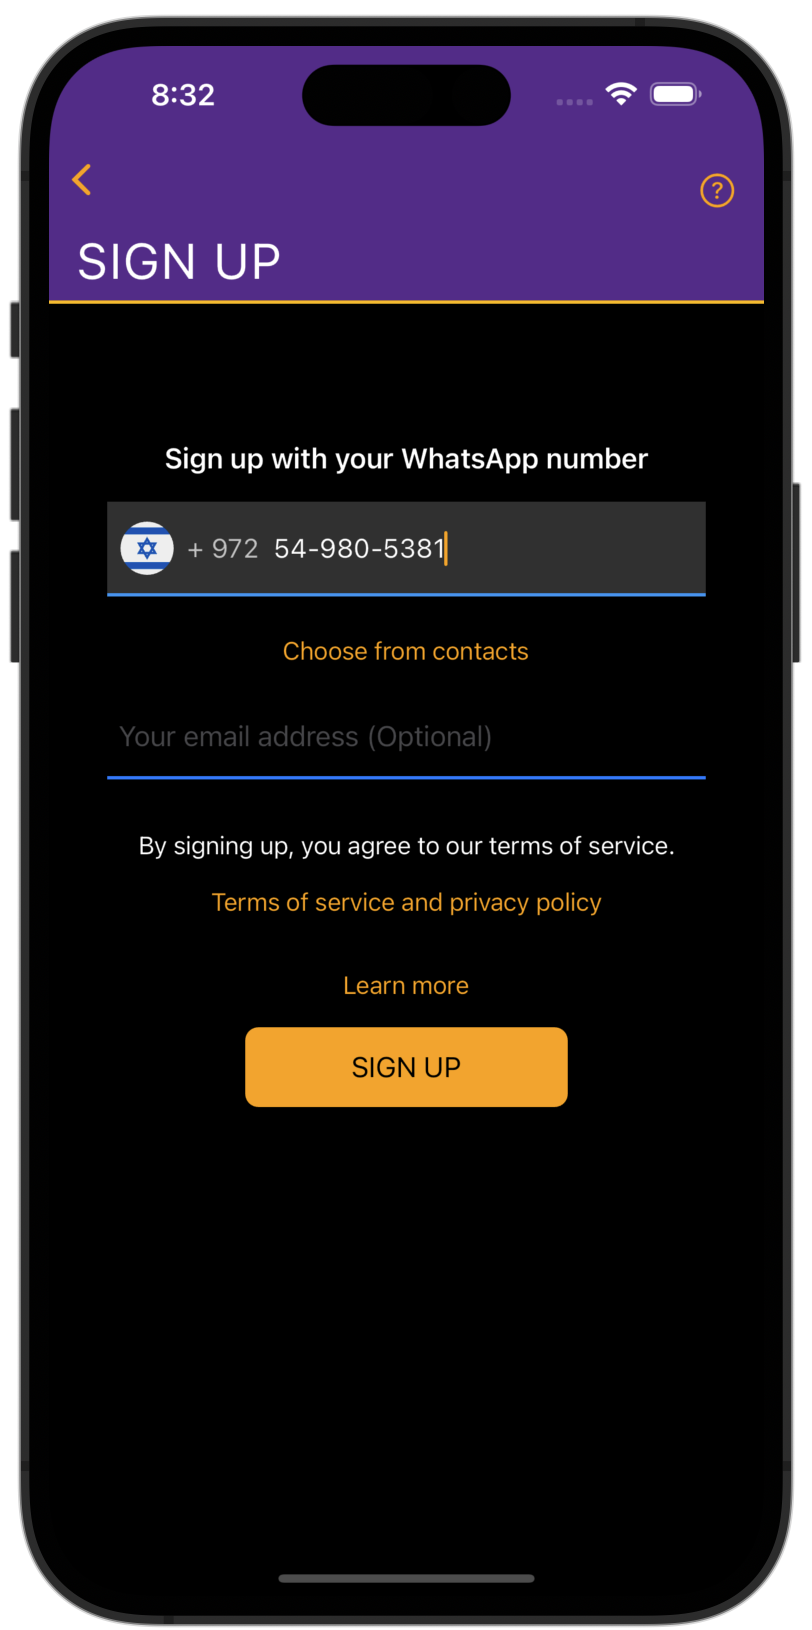 8:32
?
SIGN UP
Sign up with your WhatsApp number
+ 972 54-980-5381
Choose from contacts
Your email address (Optional)
By signing up, you agree to our terms of service.
Terms of service and privacy policy
Learn more
SIGN UP